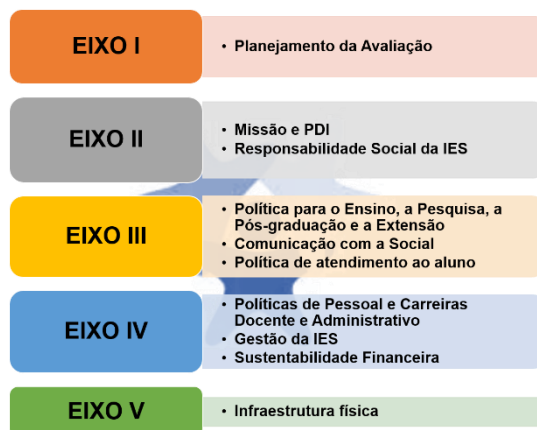 EIXO I
• Planejamento da Avaliação
EIXO II
• Missão e PDI
• Responsabilidade Social da IES
EIXO III
• Política para o Ensino, a Pesquisa, a
Pós-graduação e a Extensão
• Comunicação com a Social
• Política de atendimento ao aluno
EIXO IV
• Políticas de Pessoal e Carreiras
Docente e Administrativo
• Gestão da IES
• Sustentabilidade Financeira
EIXO V
• Infraestrutura física